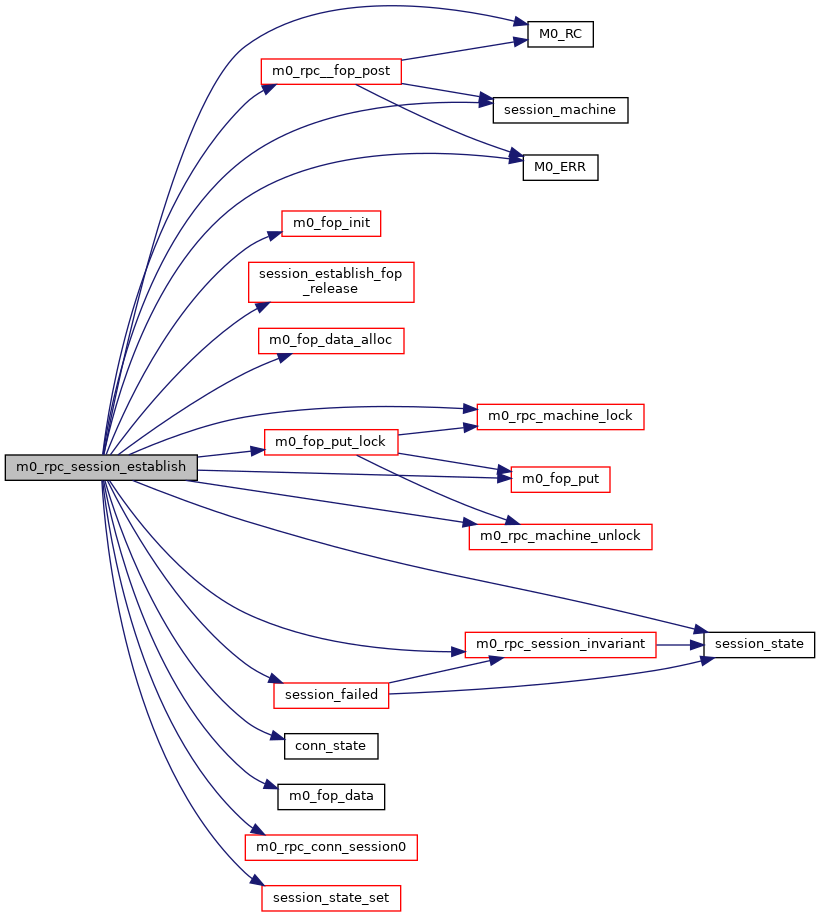 M0_RC
m0_rpc__fop_post
session_machine
M0_ERR
m0_fop_init
session_establish_fop
_release
m0_fop_data_alloc
m0_rpc_machine_lock
m0_fop_put_lock
m0_rpc_session_establish
m0_fop_put
m0_rpc_machine_unlock
m0_rpc_session_invariant
session_state
session_failed
conn_state
m0_fop_data
m0_rpc_conn_session0
session_state_set